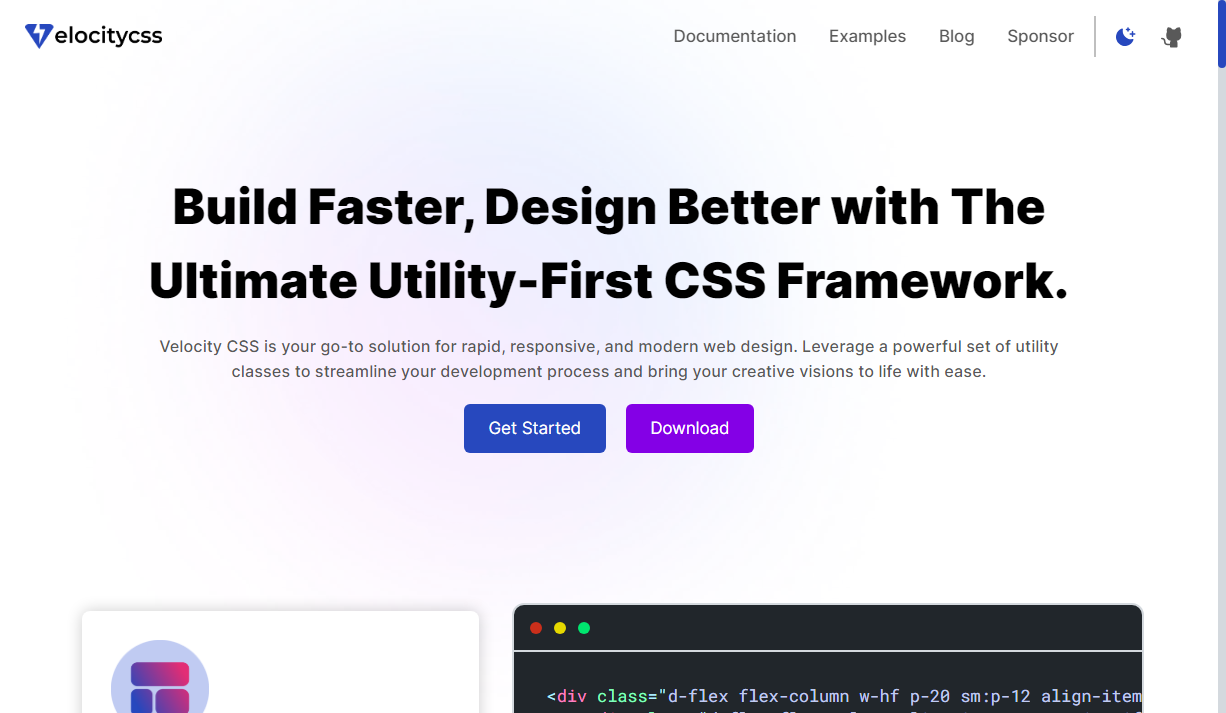 elocitycss
Documentation
Examples
Blog
Sponsor
Build Faster, Design Better with The
Ultimate Utility-First CSS Framework.
Velocity CSS is your go-to solution for rapid, responsive, and modern web design. Leverage a powerful set of utility
classes to streamline your development process and bring your creative visions to life with ease.
Get Started
Download
<div class="d-flex flex-column w-hf p-20 sm:p-12 align-item